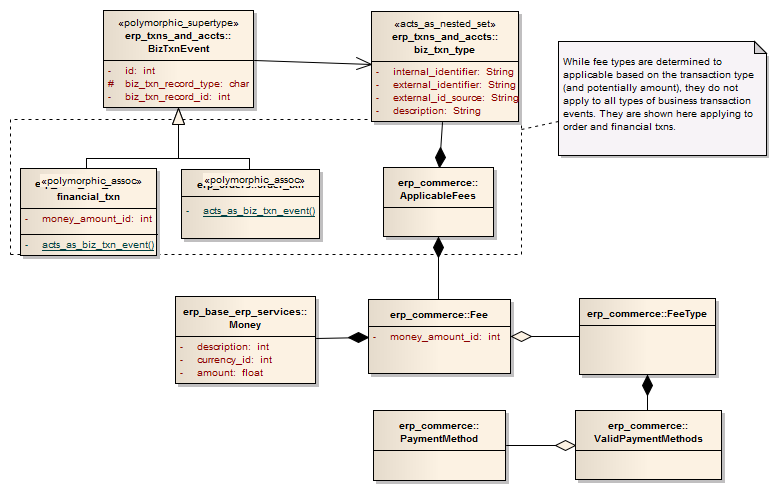 «polymorphic_supertype»
erp_txns_and_accts::
BizTxnEvent
- id: int
# biz_txn_record_type: char
- biz_txn_record_id: int
«acts_as_nested_set»
erp_txns_and_accts::
biz_txn_type
- internal_identifier: String
- external_identifier: String
- external_id_source: String
- description: String
While fee types are determined to
applicable based on the transaction type
(and potentially amount), they do not
apply to all types of business transaction
events. They are shown here applying to
order and financial txns.
«polymorphic_assoc»
financial_txn
- money_amount_id: int
- acts_as_biz_txn_event()
«polymorphic_assoc»
- acts_as_biz_txn_event()
erp_commerce::
ApplicableFees
erp_base_erp_services::
Money
- description: int
- currency_id: int
- amount: float
erp_commerce::Fee
- money_amount_id: int
erp_commerce::FeeType
erp_commerce::
PaymentMethod
erp_commerce::
ValidPaymentMethods